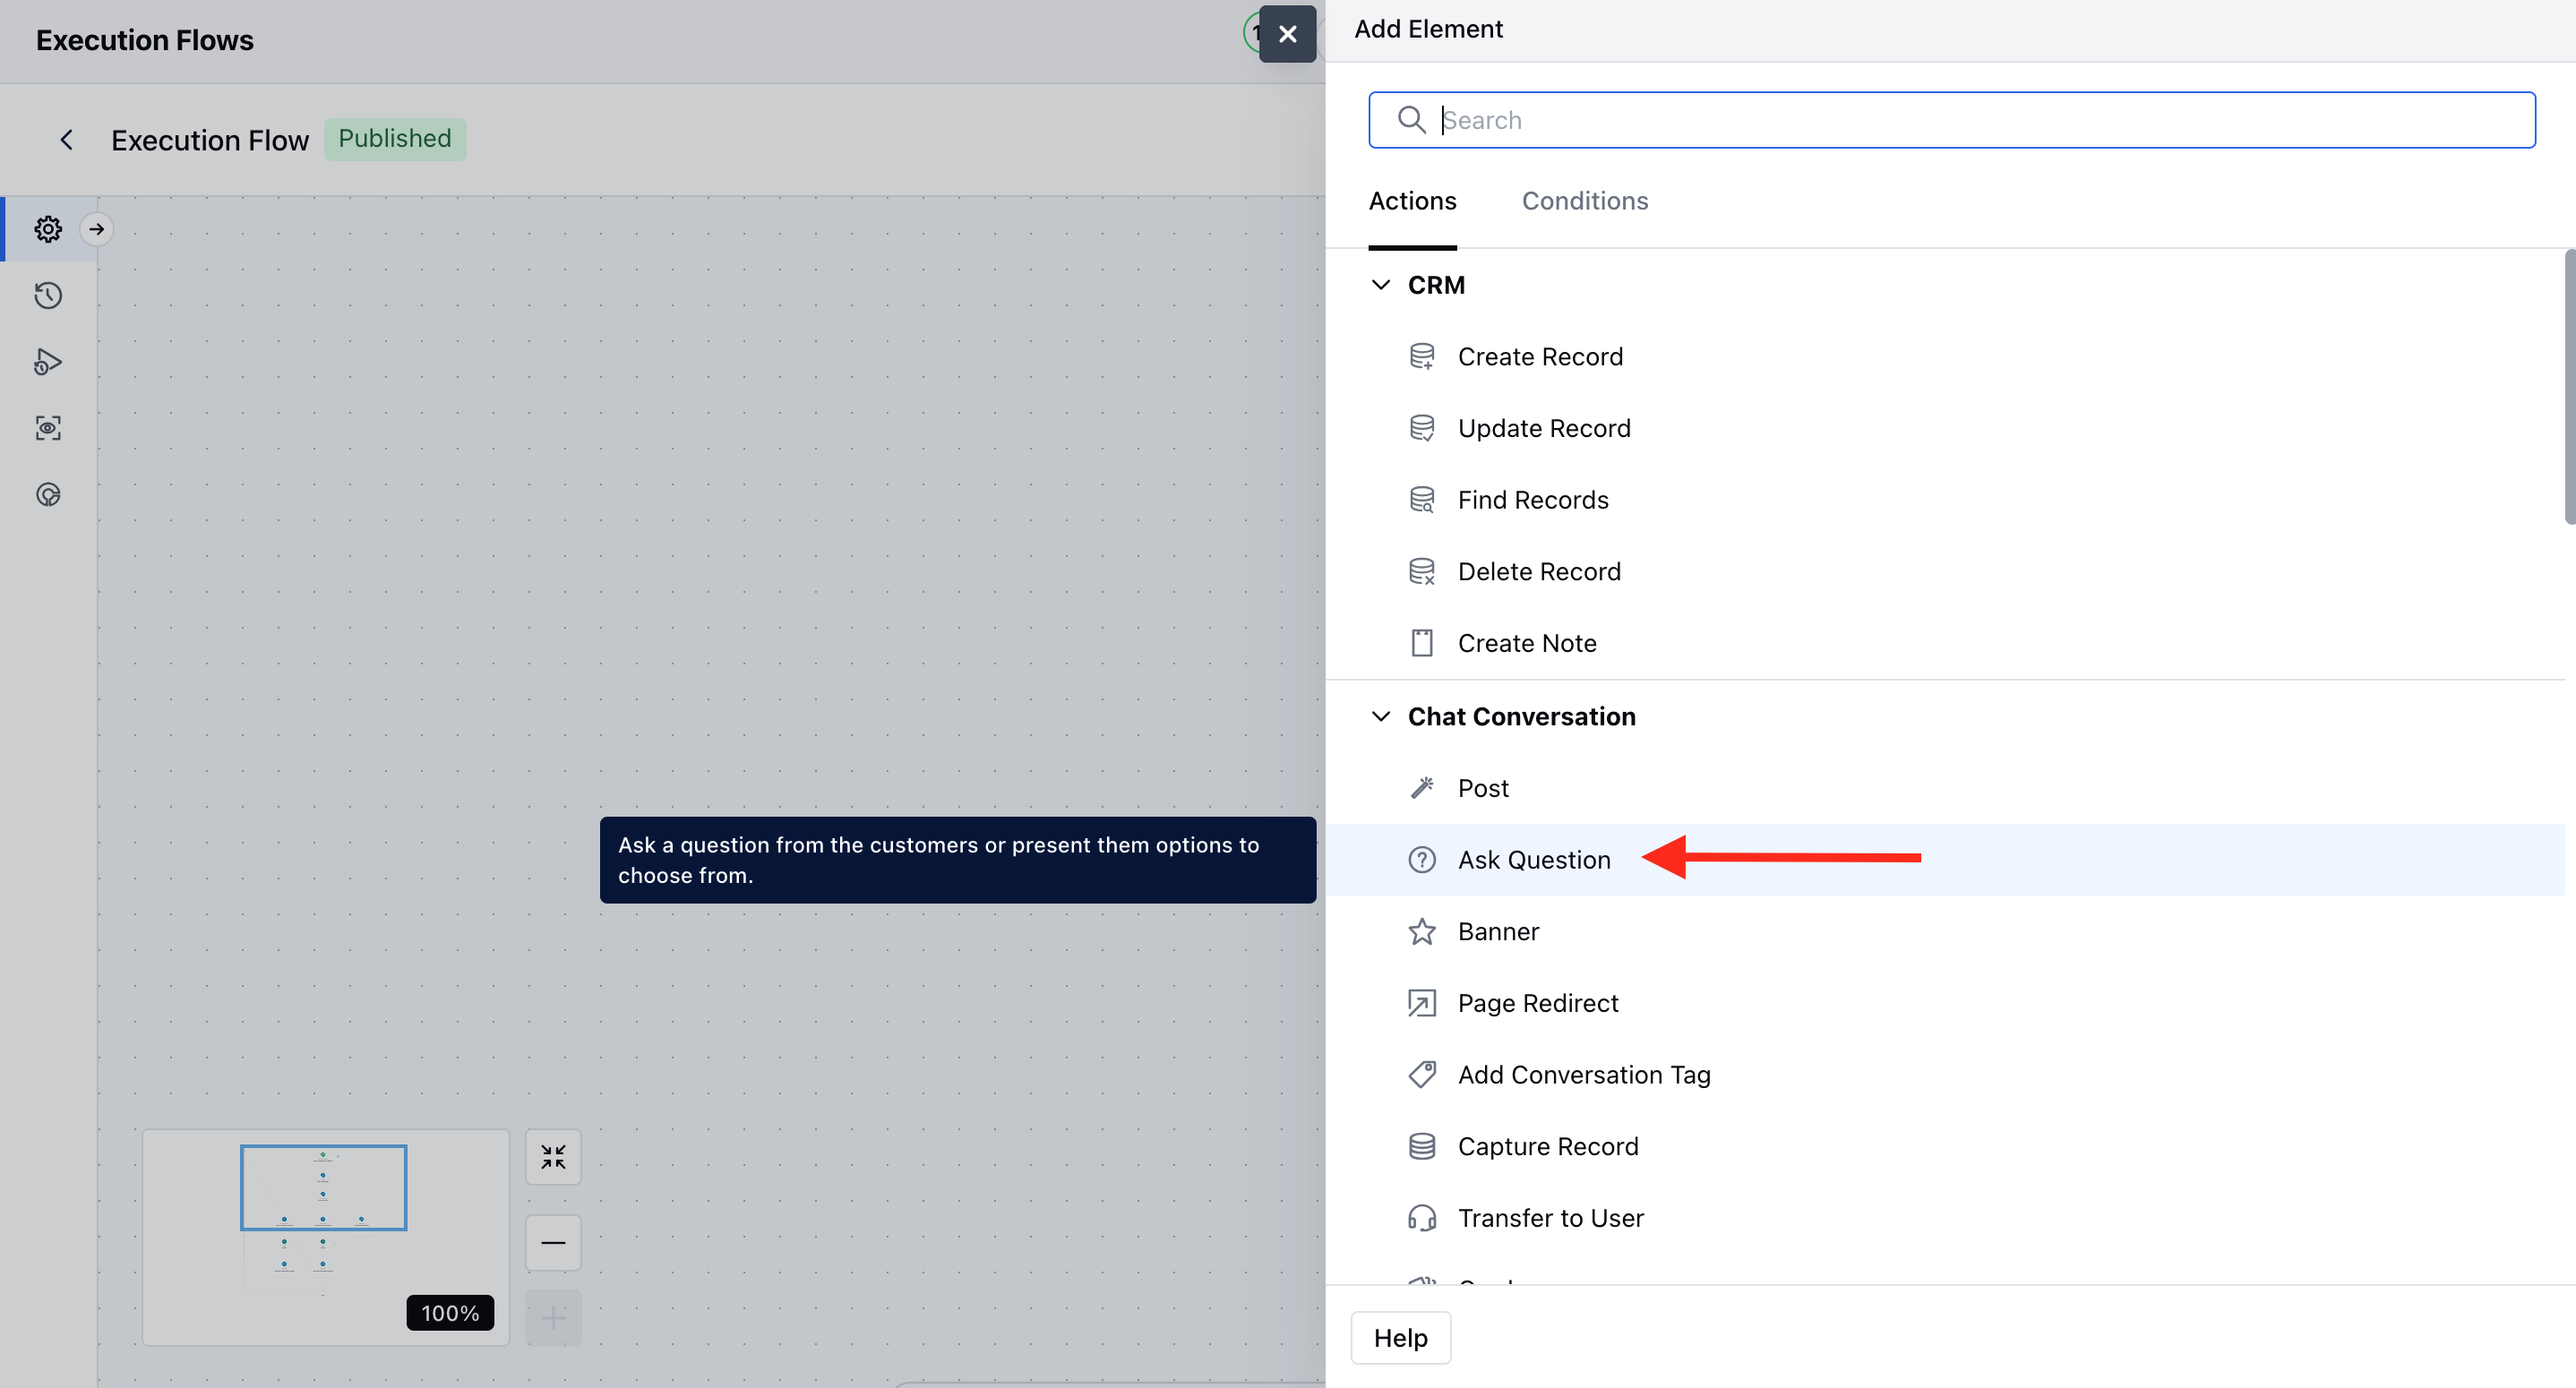 Execution Flows
Add Element
Search
Execution Flow
Published
Actions
Conditions
CRM
Create Record
Update Record
Find Records
Delete Record
Create Note
Chat Conversation
Post
Ask a question from the customers or present them options to
choose from.
Ask Question
Banner
Page Redirect
Add Conversation Tag
Capture Record
Transfer to User
100%
Help